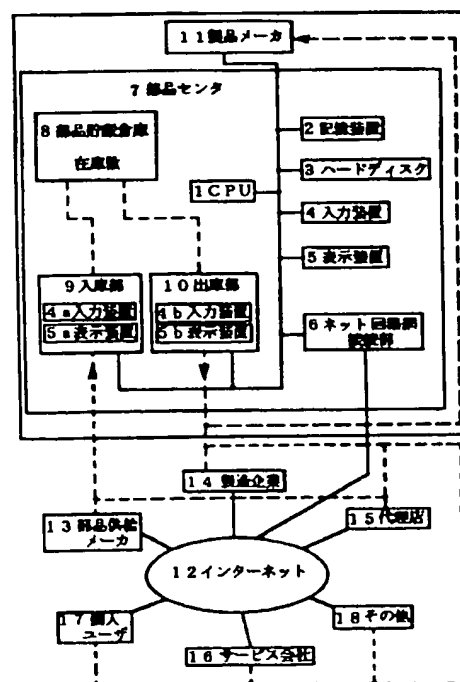 11製品メーカ
7部品センタ
8部品貯蔵倉庫
在庫数
2記憶装置
3ハードディスク
1CPU
4入力装置
5表示装置
9入庫部
4a入力装置
5a表示装置
10出庫部
4b入力装置
5b表示装置
6ネット回路網
接続部
14製造企業
13部品供給
メーカ
15代理店
12インターネット
17個人
ユーザ
18その他
16サービス会社